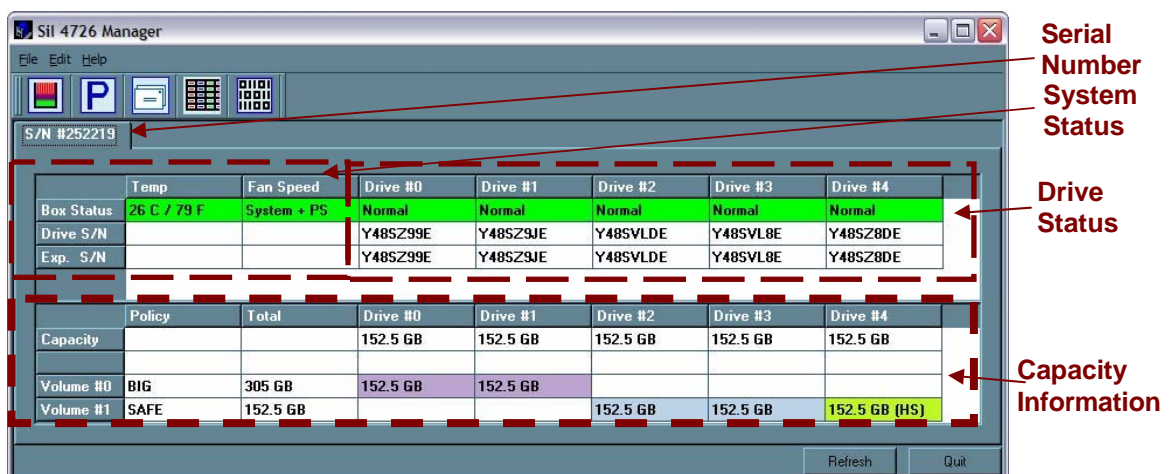 SiI 4726 Manager
File Edit Help
P
S/N #252219
Temp Fan Speed Drive #0 Drive #1 Drive #2 Drive #3 Drive #4
Box Status 26 C / 79 F System + PS Normal Normal Normal Normal Normal
Drive S/N Y48SZ99E Y48SZ9JE Y48SVLDE Y48SVL8E Y48SZ8DE
Exp. S/N Y48SZ99E Y48SZ9JE Y48SVLDE Y48SVL8E Y48SZ8DE
Policy Total Drive #0 Drive #1 Drive #2 Drive #3 Drive #4
Capacity 152.5 GB 152.5 GB 152.5 GB 152.5 GB 152.5 GB
Volume #0 BIG 305 GB 152.5 GB 152.5 GB
Volume #1 SAFE 152.5 GB 152.5 GB 152.5 GB 152.5 GB (HS)
Refresh Quit
Serial
Number
System
Status
Drive
Status
Capacity
Information